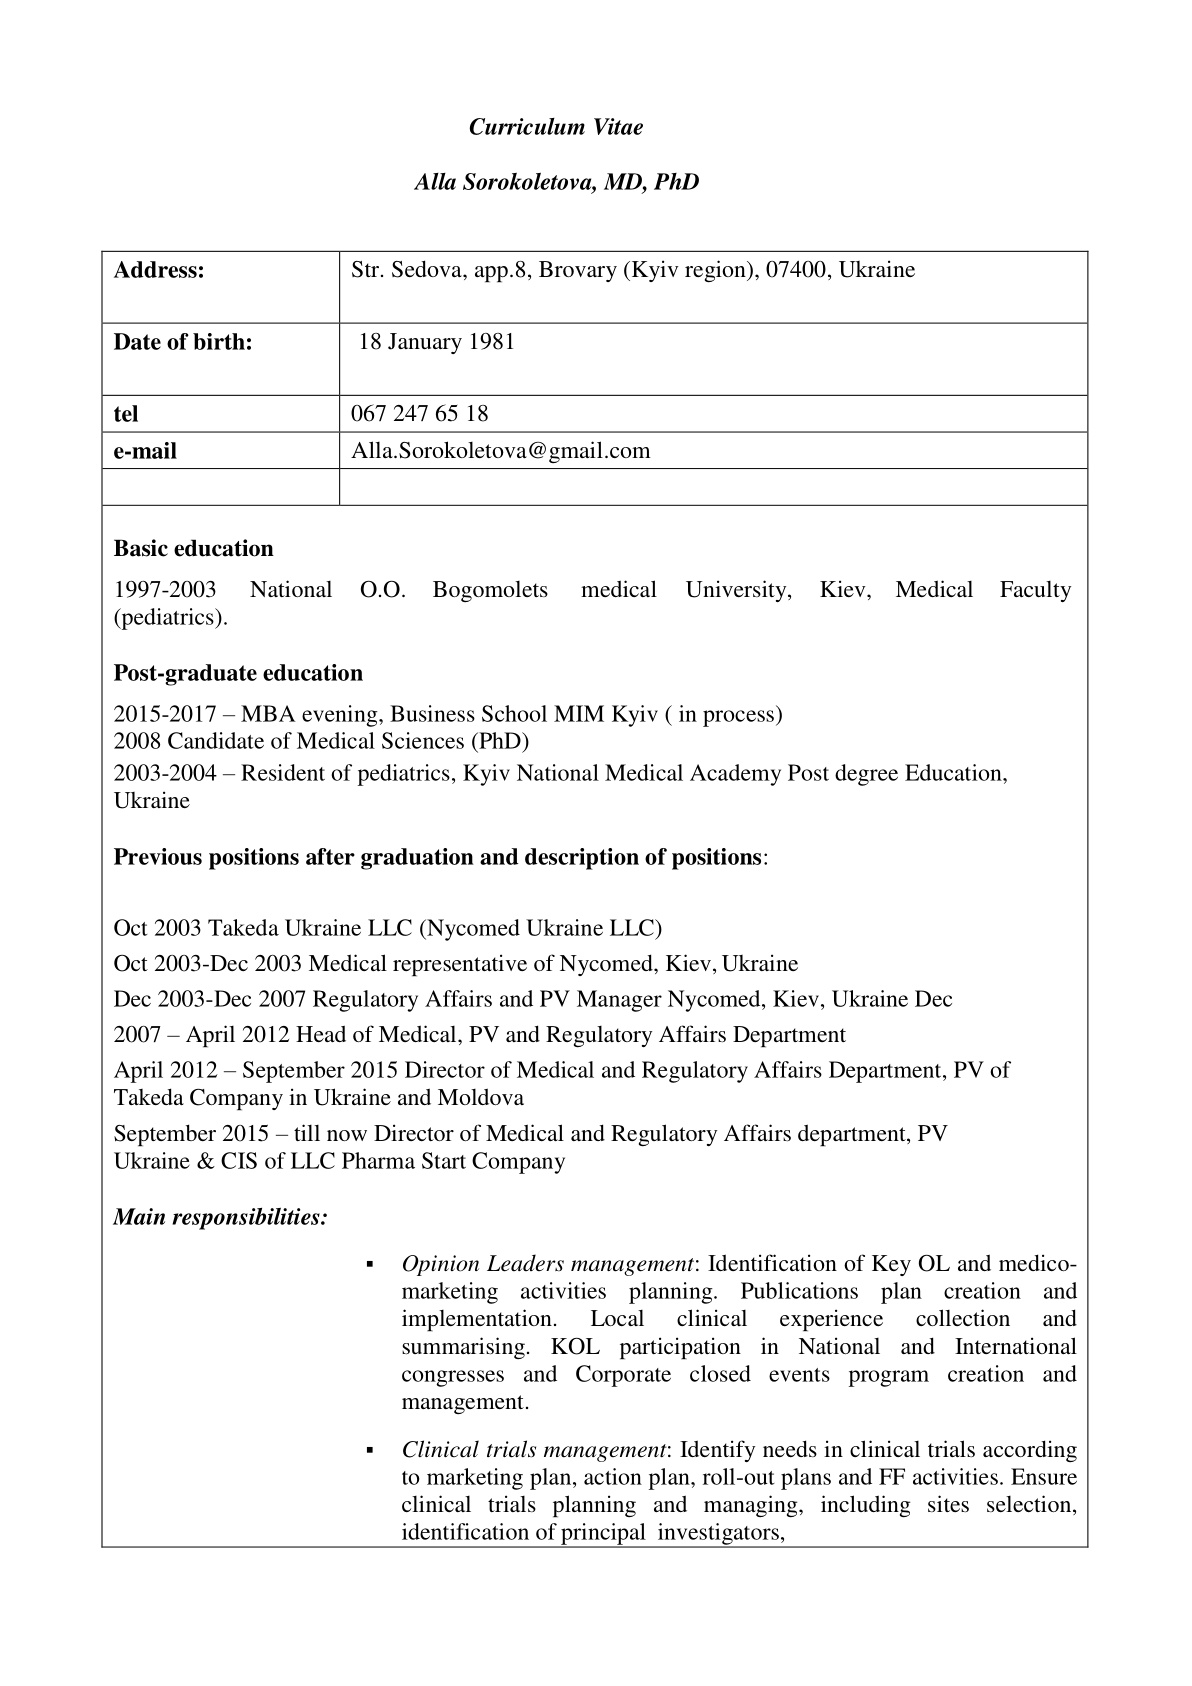 Curriculum Vitae
Alla Sorokoletova, MD, PhD
Address: Str. Sedova, app.8, Brovary (Kyiv region), 07400, Ukraine
Date of birth: 18 January 1981
tel 067 247 65 18
e-mail Alla.Sorokoletova@gmail.com
Basic education
1997-2003 National O.O. Bogomolets medical University, Kiev, Medical Faculty
(pediatrics).
Post-graduate education
2015-2017 – MBA evening, Business School MIM Kyiv ( in process)
2008 Candidate of Medical Sciences (PhD)
2003-2004 – Resident of pediatrics, Kyiv National Medical Academy Post degree Education,
Ukraine
Previous positions after graduation and description of positions:
Oct 2003 Takeda Ukraine LLC (Nycomed Ukraine LLC)
Oct 2003-Dec 2003 Medical representative of Nycomed, Kiev, Ukraine
Dec 2003-Dec 2007 Regulatory Affairs and PV Manager Nycomed, Kiev, Ukraine Dec
2007 – April 2012 Head of Medical, PV and Regulatory Affairs Department
April 2012 – September 2015 Director of Medical and Regulatory Affairs Department, PV of
Takeda Company in Ukraine and Moldova
September 2015 – till now Director of Medical and Regulatory Affairs department, PV
Ukraine & CIS of LLC Pharma Start Company
Main responsibilities:
▪ Opinion Leaders management: Identification of Key OL and medico-
marketing activities planning. Publications plan creation and
implementation. Local clinical experience collection and
summarising. KOL participation in National and International
congresses and Corporate closed events program creation and
management.
▪ Clinical trials management: Identify needs in clinical trials according
to marketing plan, action plan, roll-out plans and FF activities. Ensure
clinical trials planning and managing, including sites selection,
identification of principal investigators,